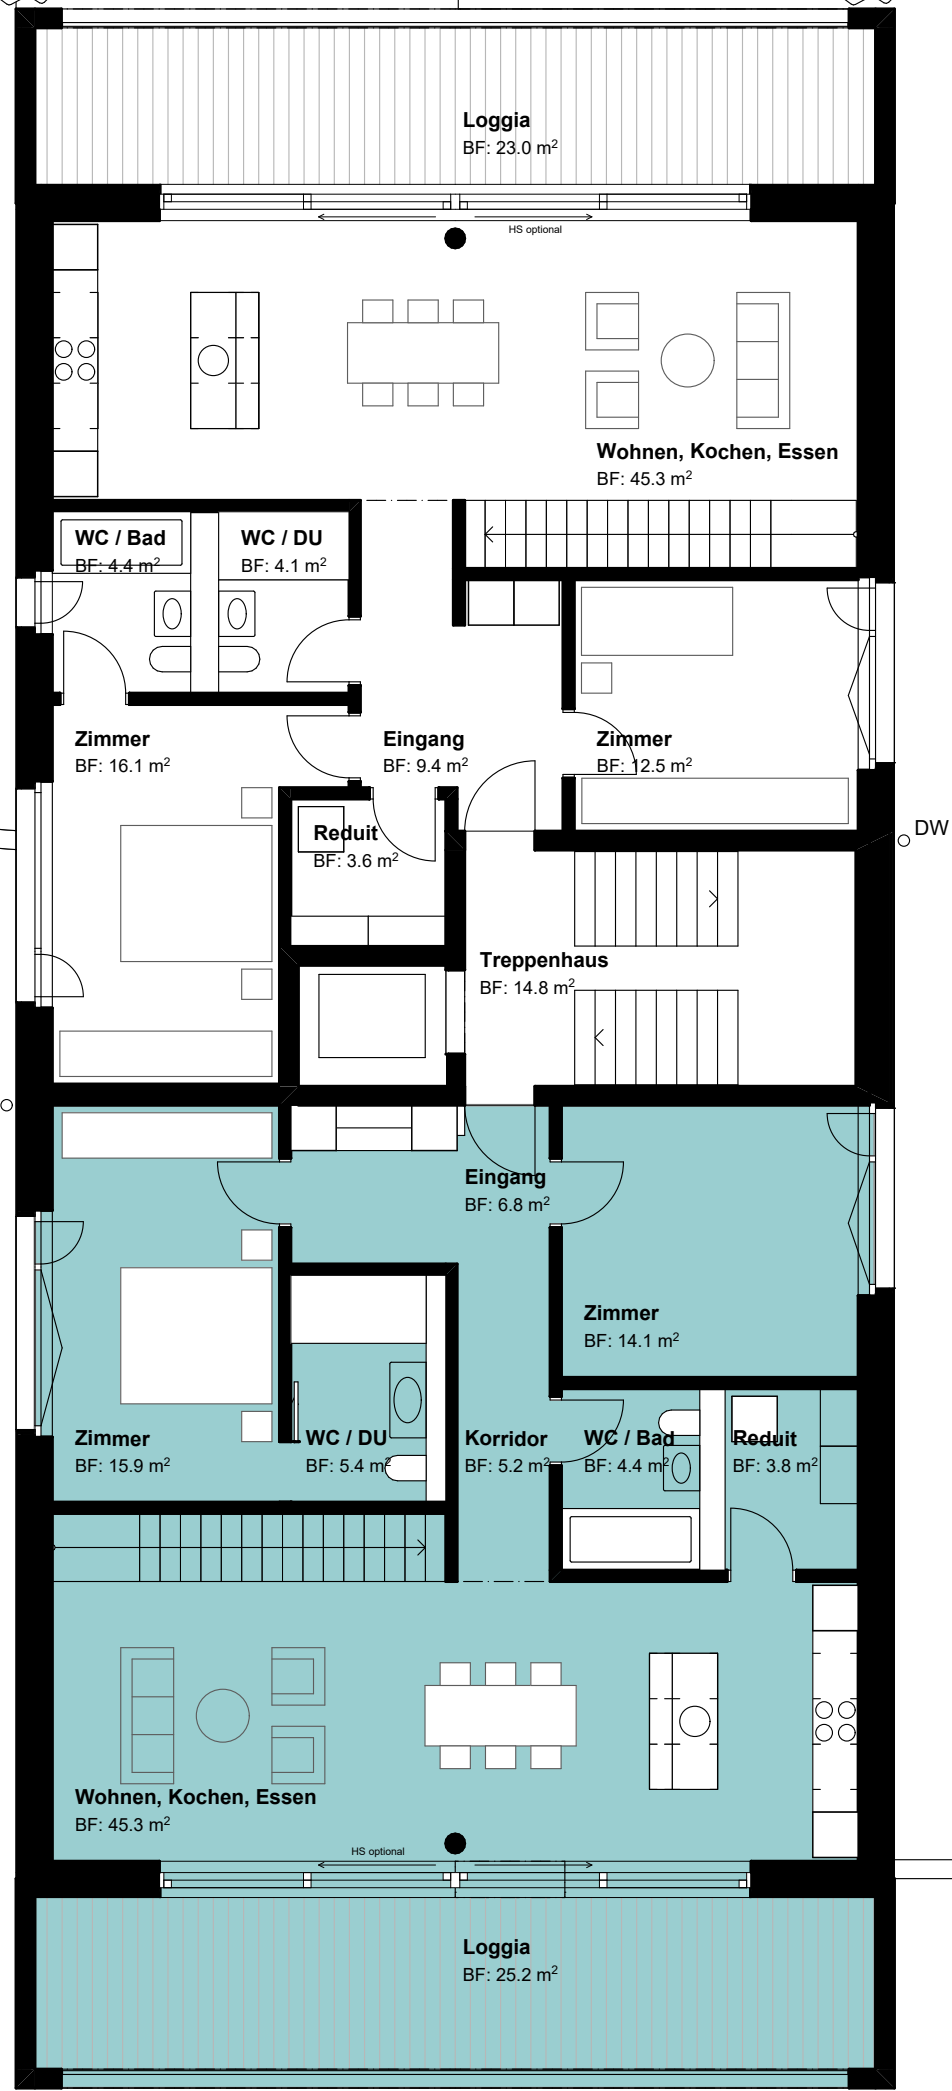 Loggia
BF: 23.0 m²
HS optional
Wohnen, Kochen, Essen
BF: 45.3 m²
WC / Bad
BF: 4.4 m²
WC / DU
BF: 4.1 m²
Zimmer
BF: 16.1 m²
Eingang
BF: 9.4 m²
Zimmer
BF: 12.5 m²
Reduit
BF: 3.6 m²
DW
Treppenhaus
BF: 14.8 m²
Eingang
BF: 6.8 m²
Zimmer
BF: 14.1 m²
Zimmer
BF: 15.9 m²
WC / DU
BF: 5.4 m²
Korridor
BF: 5.2 m²
WC / Bad
BF: 4.4 m²
Reduit
BF: 3.8 m²
Wohnen, Kochen, Essen
BF: 45.3 m²
HS optional
Loggia
BF: 25.2 m²